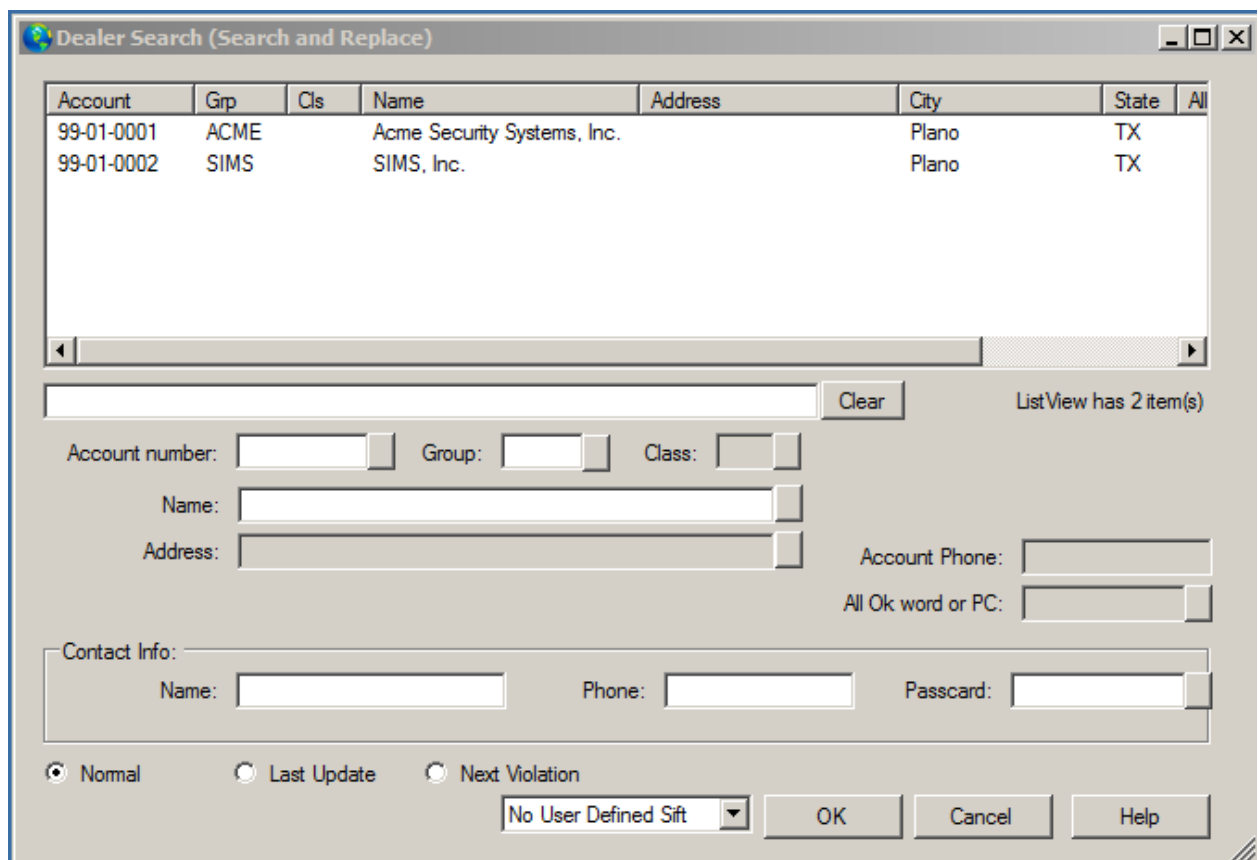 Dealer Search (Search and Replace)
Account Grp Cls Name Address City State All
99-01-0001 ACME Acme Security Systems, Inc. Plano TX
99-01-0002 SIMS SIMS, Inc. Plano TX
Clear ListView has 2 item(s)
Account number: Group: Class:
Name:
Address:
Account Phone:
All Ok word or PC:
Contact Info:
Name: Phone: Passcard:
Normal Last Update Next Violation
No User Defined Sift OK Cancel Help